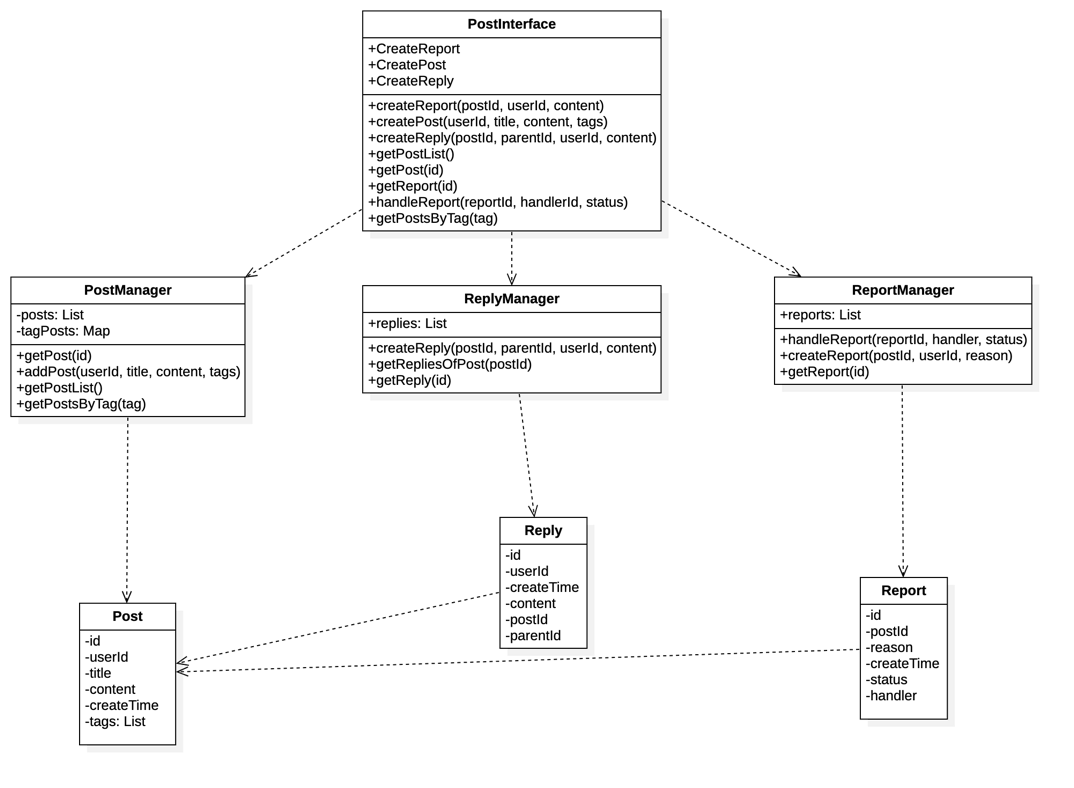 PostInterface
+CreateReport
+CreatePost
+CreateReply
+createReport(postId, userId, content)
+createPost(userId, title, content, tags)
+createReply(postId, parentId, userId, content)
+getPostList()
+getPost(id)
+getReport(id)
+handleReport(reportId, handlerId, status)
+getPostsByTag(tag)
PostManager
-posts: List
-tagPosts: Map
+getPost(id)
+addPost(userId, title, content, tags)
+getPostList()
+getPostsByTag(tag)
ReplyManager
+replies: List
+createReply(postId, parentId, userId, content)
+getRepliesOfPost(postId)
+getReply(id)
ReportManager
+reports: List
+handleReport(reportId, handler, status)
+createReport(postId, userId, reason)
+getReport(id)
Reply
-id
-userId
-createTime
-content
-postId
-parentId
Report
-id
-postId
-reason
-createTime
-status
-handler
Post
-id
-userId
-title
-content
-createTime
-tags: List